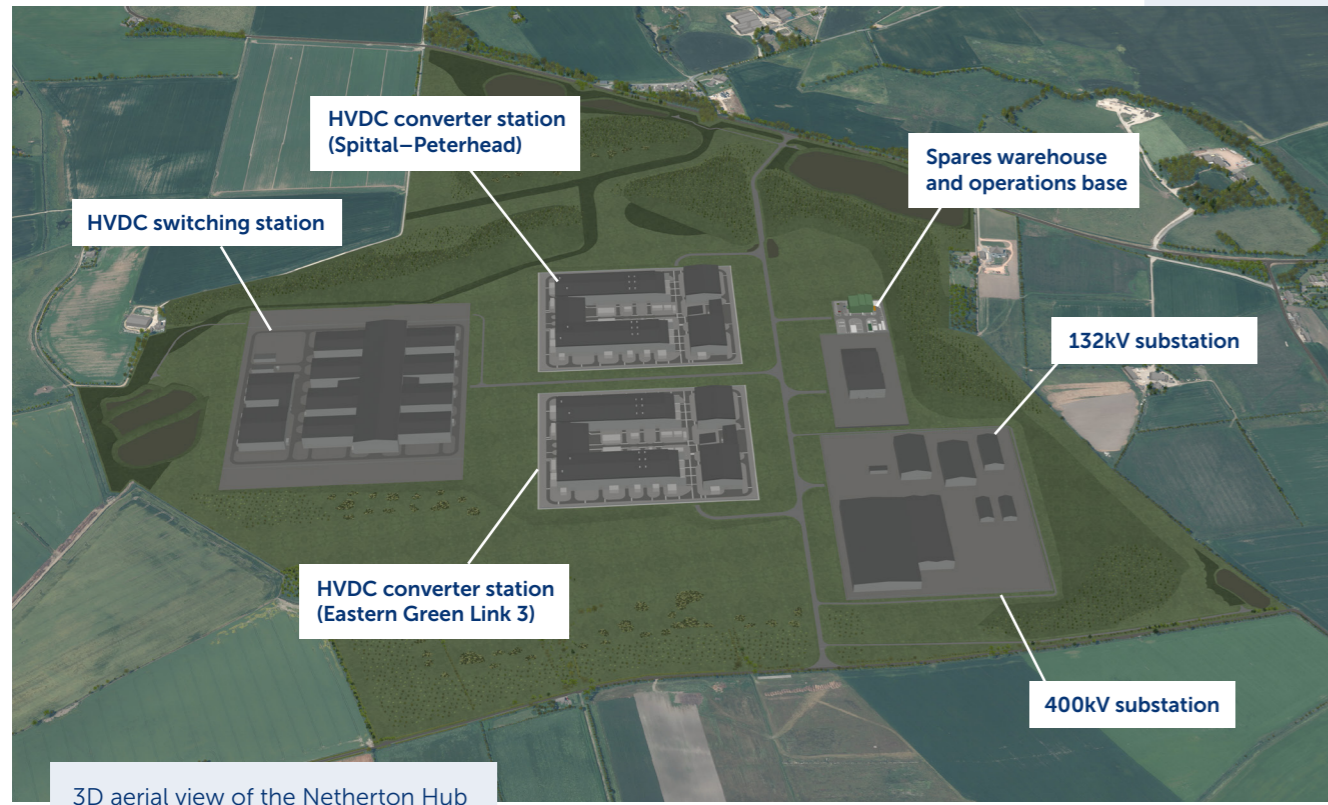 HVDC converter station
(Spittal–Peterhead)
Spares warehouse
and operations base
HVDC switching station
132kV substation
HVDC converter station
(Eastern Green Link 3)
400kV substation
3D aerial view of the Netherton Hub